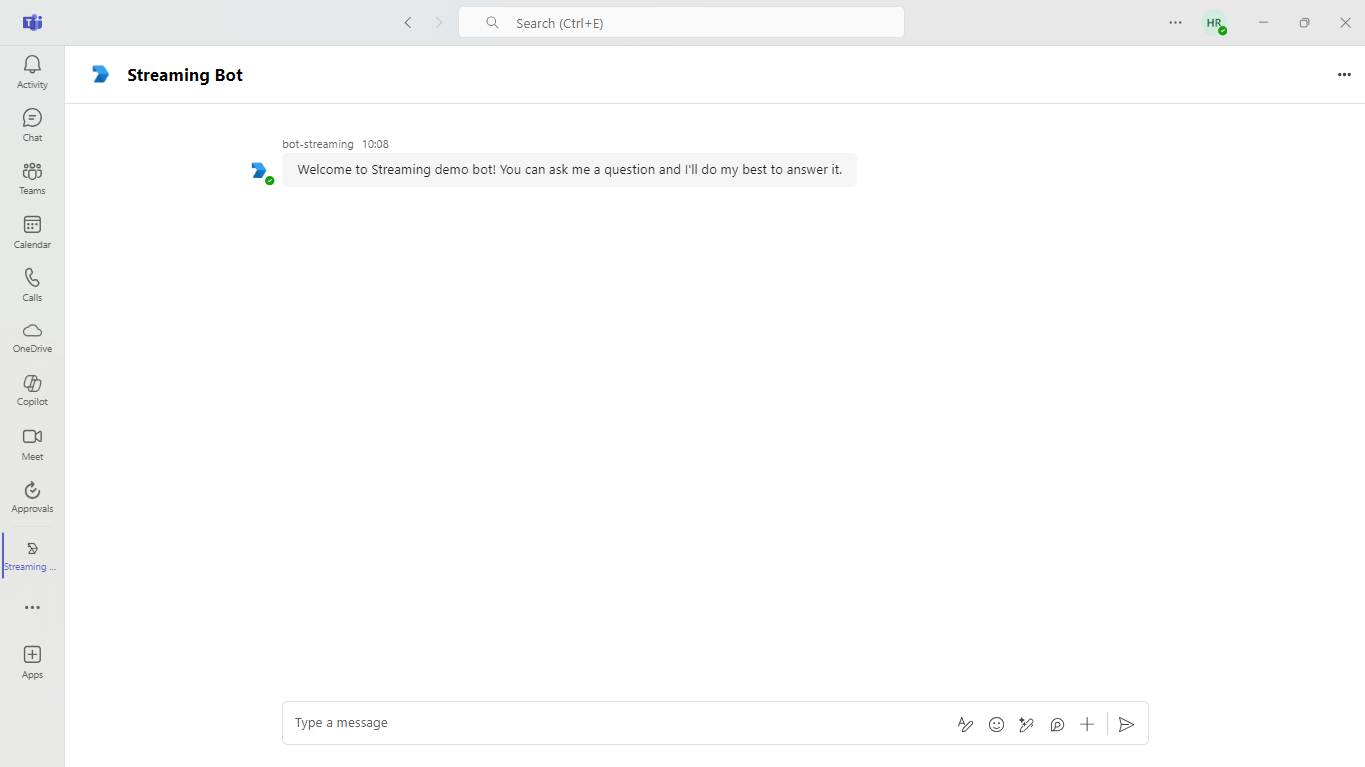 Search (Ctrl+E)
HR
Activity
Chat
Teams
Calendar
Calls
OneDrive
Copilot
Meet
Approvals
Streaming ...
Apps
Streaming Bot
bot-streaming 10:08
Welcome to Streaming demo bot! You can ask me a question and I'll do my best to answer it.
Type a message